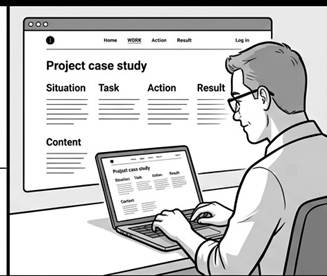 Home WORK Action Result Log in
Project case study
Situation Task Action Result
Content
Project case study
Situation Task Action Result
Content